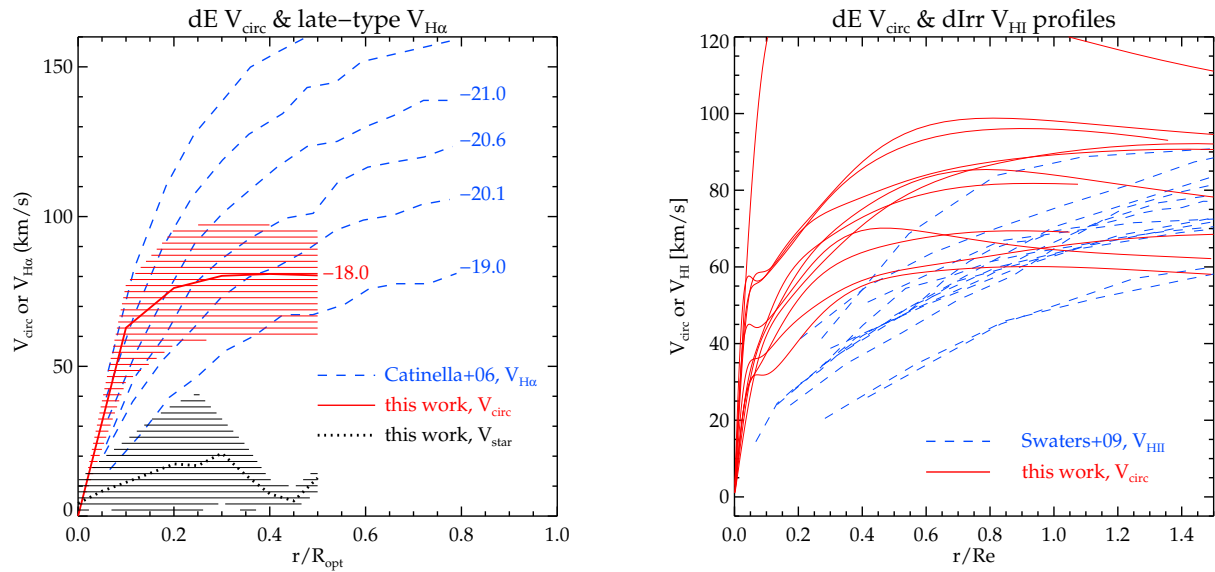 dE V_circ & late−type V_Hα
V_circ or V_Hα (km/s)
150
100
50
0
−21.0
−20.6
−20.1
−19.0
−18.0
Catinella+06, V_Hα
this work, V_circ
this work, V_star
0.0 0.2 0.4 0.6 0.8 1.0
r/R_opt
dE V_circ & dIrr V_HI profiles
V_circ or V_HI [km/s]
120
100
80
60
40
20
0
Swaters+09, V_HII
this work, V_circ
0.0 0.2 0.4 0.6 0.8 1.0 1.2 1.4
r/Re